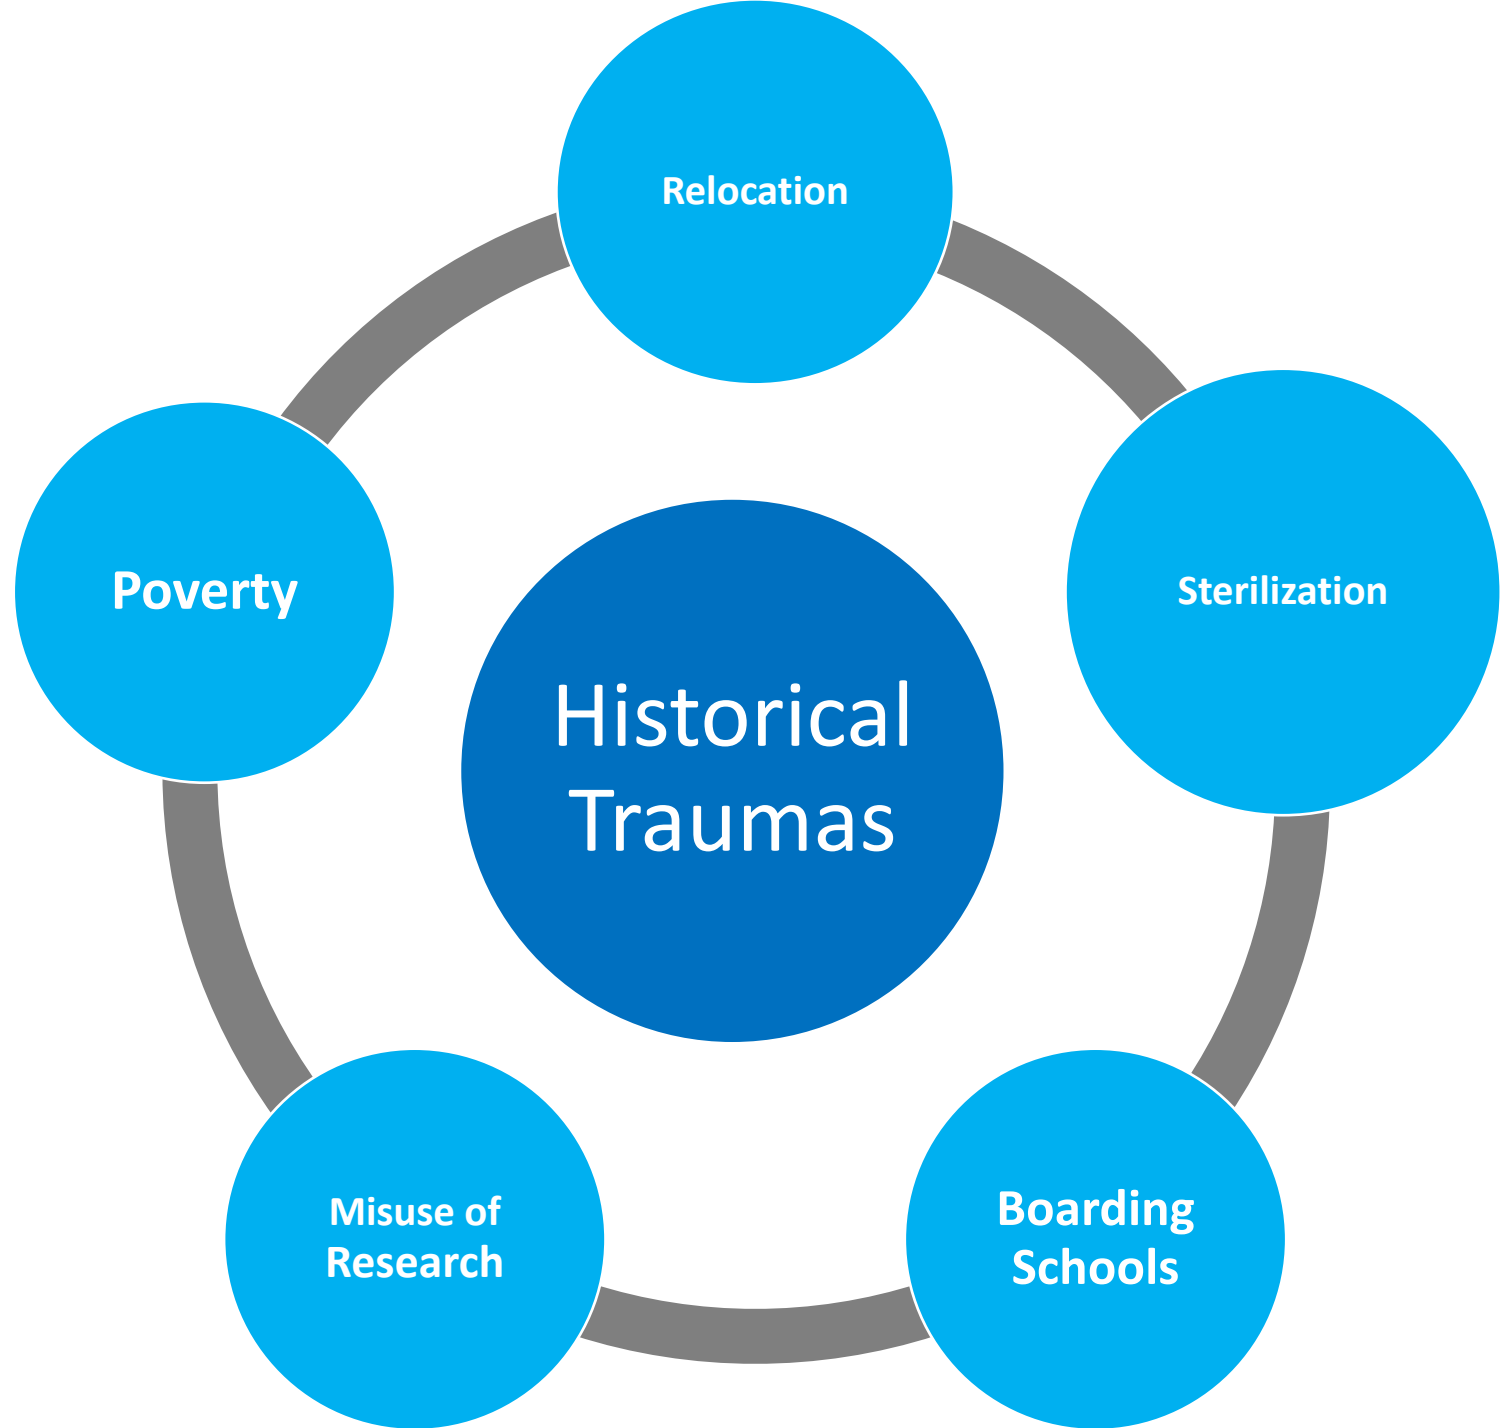 Relocation
Sterilization
Boarding
Schools
Misuse of
Research
Poverty
Historical
Traumas